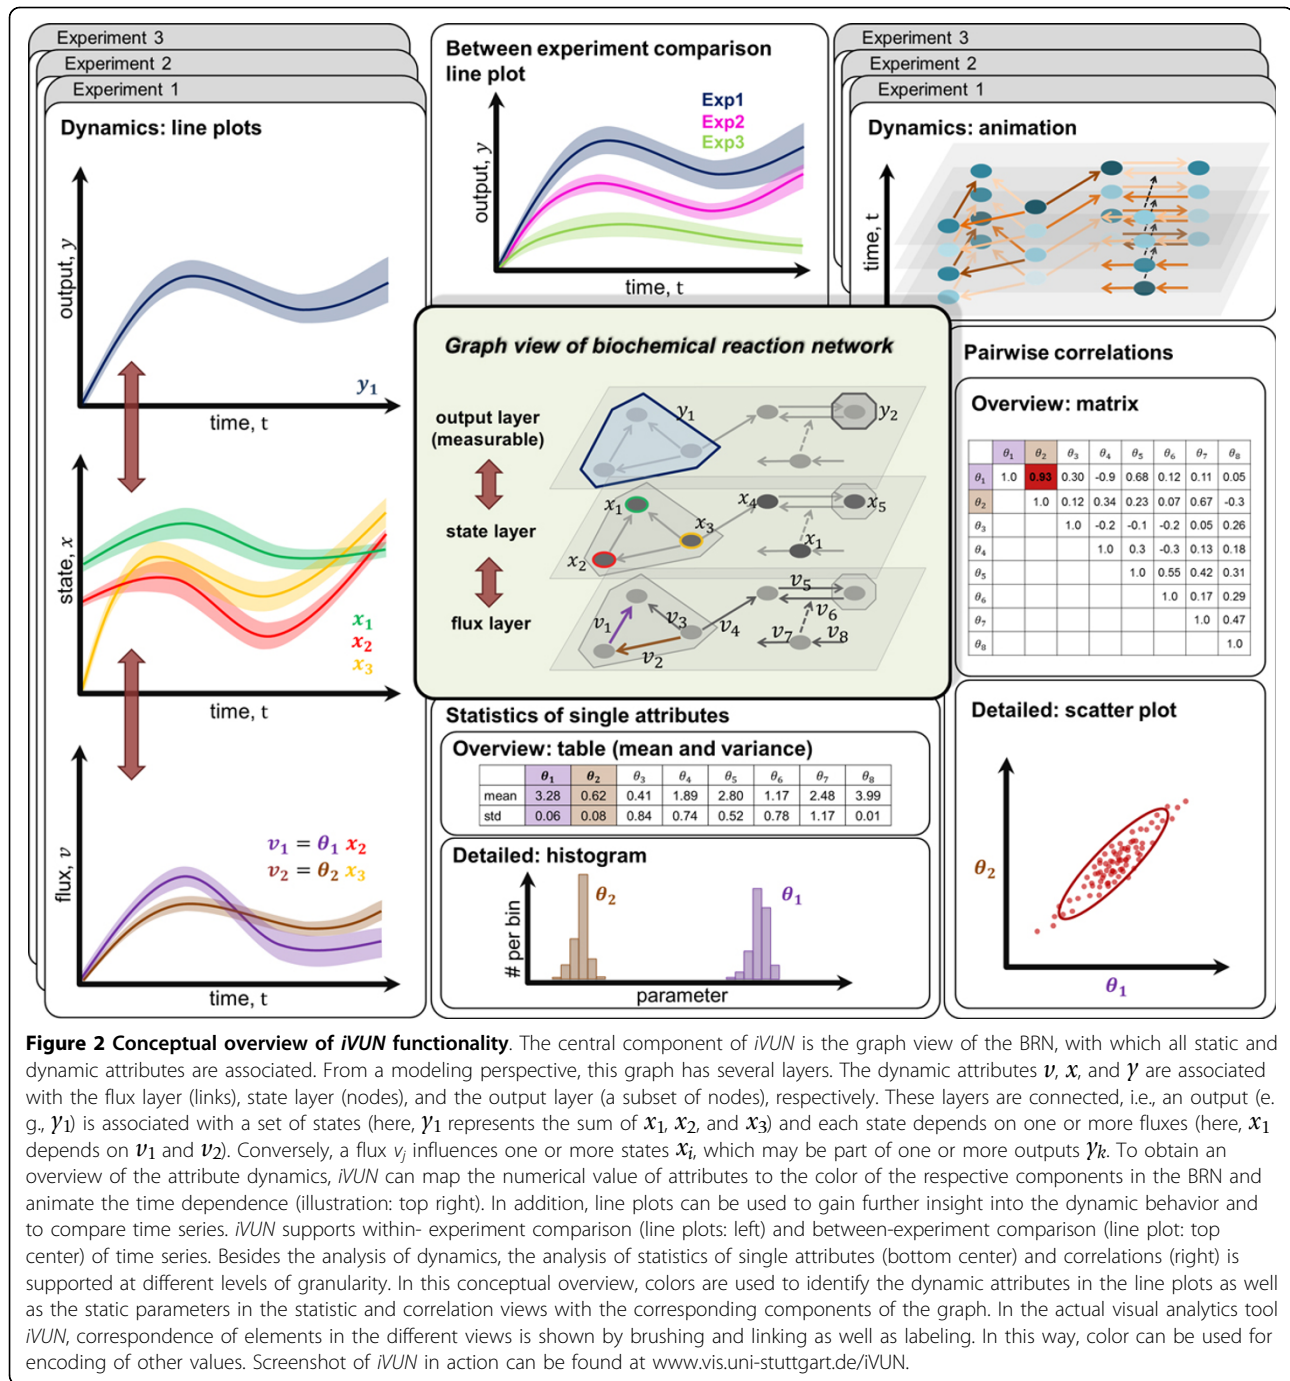 Experiment 3
Experiment 2
Experiment 1
Dynamics: line plots
output, y
y1
time, t
state, x
x1
x2
x3
time, t
flux, v
v1 = θ1 x2
v2 = θ2 x3
time, t
Between experiment comparison
line plot
Exp1
Exp2
Exp3
output, y
time, t
Experiment 3
Experiment 2
Experiment 1
Dynamics: animation
time, t
Graph view of biochemical reaction network
output layer
(measurable)
y1
y2
state layer
x1
x2
x3
x4
x5
x1
flux layer
v1
v2
v3
v4
v5
v6
v7
v8
Statistics of single attributes
Overview: table (mean and variance)
θ1 θ2 θ3 θ4 θ5 θ6 θ7 θ8
mean 3.28 0.62 0.41 1.89 2.80 1.17 2.48 3.99
std 0.06 0.08 0.84 0.74 0.52 0.78 1.17 0.01
Detailed: histogram
# per bin
θ2
θ1
parameter
Pairwise correlations
Overview: matrix
θ1 θ2 θ3 θ4 θ5 θ6 θ7 θ8
θ1 1.0 0.93 0.30 -0.9 0.68 0.12 0.11 0.05
θ2 1.0 0.12 0.34 0.23 0.07 0.67 -0.3
θ3 1.0 -0.2 -0.1 -0.2 0.05 0.26
θ4 1.0 0.3 -0.3 0.13 0.18
θ5 1.0 0.55 0.42 0.31
θ6 1.0 0.17 0.29
θ7 1.0 0.47
θ8 1.0
Detailed: scatter plot
θ2
θ1
Figure 2 Conceptual overview of iVUN functionality. The central component of iVUN is the graph view of the BRN, with which all static and
dynamic attributes are associated. From a modeling perspective, this graph has several layers. The dynamic attributes v, x, and y are associated
with the flux layer (links), state layer (nodes), and the output layer (a subset of nodes), respectively. These layers are connected, i.e., an output (e.
g., y1) is associated with a set of states (here, y1 represents the sum of x1, x2, and x3) and each state depends on one or more fluxes (here, x1
depends on v1 and v2). Conversely, a flux vj influences one or more states xi, which may be part of one or more outputs yk. To obtain an
overview of the attribute dynamics, iVUN can map the numerical value of attributes to the color of the respective components in the BRN and
animate the time dependence (illustration: top right). In addition, line plots can be used to gain further insight into the dynamic behavior and
to compare time series. iVUN supports within- experiment comparison (line plots: left) and between-experiment comparison (line plot: top
center) of time series. Besides the analysis of dynamics, the analysis of statistics of single attributes (bottom center) and correlations (right) is
supported at different levels of granularity. In this conceptual overview, colors are used to identify the dynamic attributes in the line plots as well
as the static parameters in the statistic and correlation views with the corresponding components of the graph. In the actual visual analytics tool
iVUN, correspondence of elements in the different views is shown by brushing and linking as well as labeling. In this way, color can be used for
encoding of other values. Screenshot of iVUN in action can be found at www.vis.uni-stuttgart.de/iVUN.